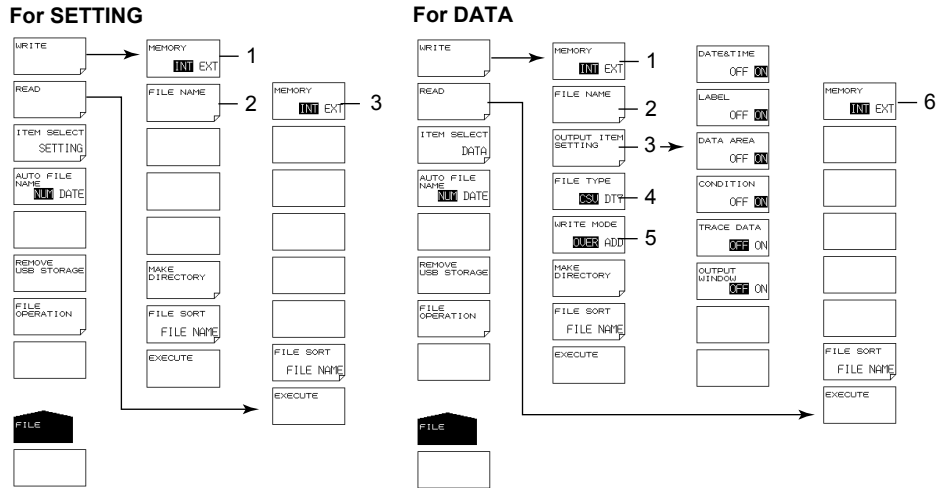 For SETTING
WRITE
READ
ITEM SELECT
SETTING
AUTO FILE
NAME
NUM DATE
REMOVE
USB STORAGE
FILE
OPERATION
FILE
MEMORY
INT EXT
1
FILE NAME
2
MAKE
DIRECTORY
FILE SORT
FILE NAME
EXECUTE
MEMORY
INT EXT
3
FILE SORT
FILE NAME
EXECUTE
For DATA
WRITE
READ
ITEM SELECT
DATA
AUTO FILE
NAME
NUM DATE
REMOVE
USB STORAGE
FILE
OPERATION
FILE
MEMORY
INT EXT
1
FILE NAME
2
OUTPUT ITEM
SETTING
3
FILE TYPE
CSV DT7
4
WRITE MODE
OVER ADD
5
MAKE
DIRECTORY
FILE SORT
FILE NAME
EXECUTE
DATE&TIME
OFF ON
LABEL
OFF ON
DATA AREA
OFF ON
CONDITION
OFF ON
TRACE DATA
OFF ON
OUTPUT
WINDOW
OFF ON
MEMORY
INT EXT
6
FILE SORT
FILE NAME
EXECUTE